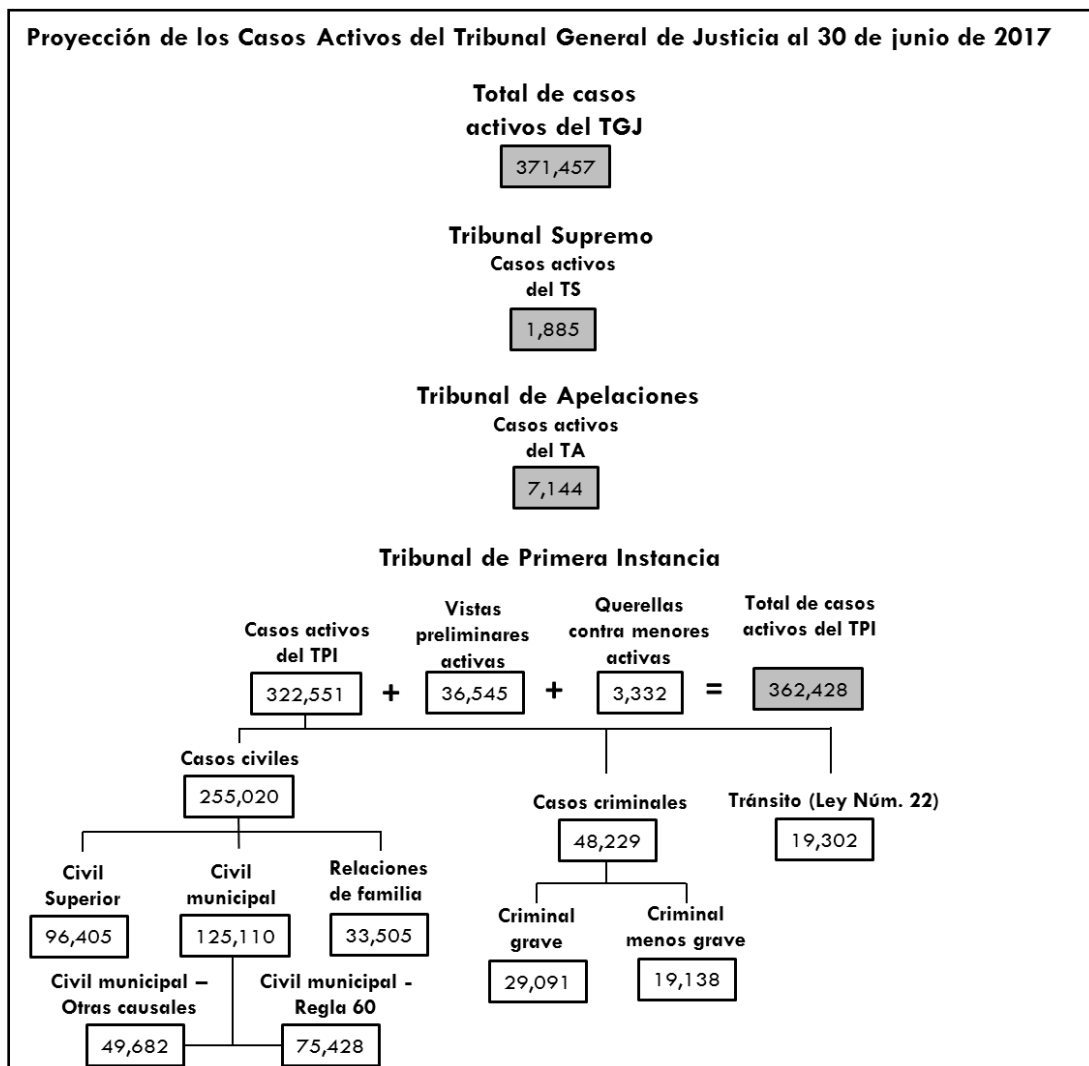 Proyección de los Casos Activos del Tribunal General de Justicia al 30 de junio de 2017
Total de casos
activos del TGJ
371,457
Tribunal Supremo
Casos activos
del TS
1,885
Tribunal de Apelaciones
Casos activos
del TA
7,144
Tribunal de Primera Instancia
Casos activos
del TPI
Vistas
preliminares
activas
Querellas
contra menores
activas
Total de casos
activos del TPI
322,551 + 36,545 + 3,332 = 362,428
Casos civiles
255,020
Casos criminales
48,229
Tránsito (Ley Núm. 22)
19,302
Civil
Superior
96,405
Civil
municipal
125,110
Relaciones
de familia
33,505
Criminal
grave
29,091
Criminal
menos grave
19,138
Civil municipal –
Otras causales
49,682
Civil municipal -
Regla 60
75,428